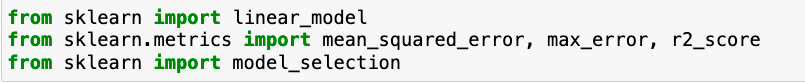 from sklearn import linear_model
from sklearn.metrics import mean_squared_error, max_error, r2_score
from sklearn import model_selection